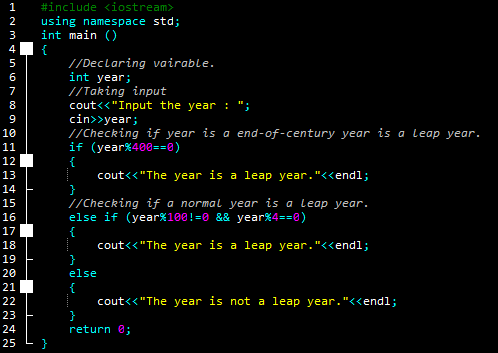 1 #include <iostream>
2 using namespace std;
3 int main ()
4 {
5 //Declaring vairable.
6 int year;
7 //Taking input
8 cout<<"Input the year : ";
9 cin>>year;
10 //Checking if year is a end-of-century year is a leap year.
11 if (year%400==0)
12 {
13 cout<<"The year is a leap year."<<endl;
14 }
15 //Checking if a normal year is a leap year.
16 else if (year%100!=0 && year%4==0)
17 {
18 cout<<"The year is a leap year."<<endl;
19 }
20 else
21 {
22 cout<<"The year is not a leap year."<<endl;
23 }
24 return 0;
25 }